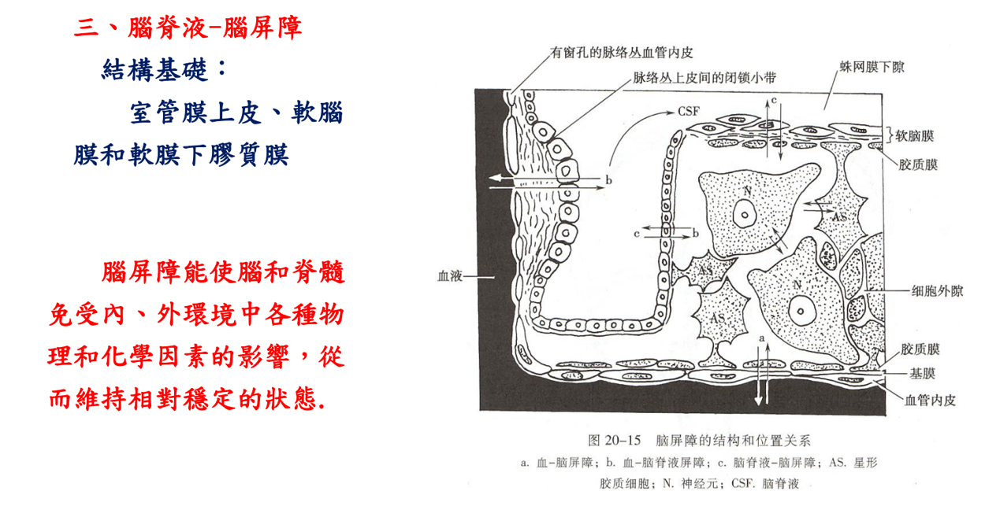 三、腦脊液-腦屏障
結構基礎：
室管膜上皮、軟腦
膜和軟膜下膠質膜
腦屏障能使腦和脊髓
免受內、外環境中各種物
理和化學因素的影響，從
而維持相對穩定的狀態.
有窗孔的脉络丛血管内皮
脉络丛上皮间的闭锁小带
蛛网膜下隙
CSF
c
软脑膜
胶质膜
b
N
AS
c
b
血液
AS
N
细胞外隙
AS
a
胶质膜
基膜
血管内皮
图 20-15 脑屏障的结构和位置关系
a. 血-脑屏障；b. 血-脑脊液屏障；c. 脑脊液-脑屏障；AS. 星形
胶质细胞；N. 神经元；CSF. 脑脊液